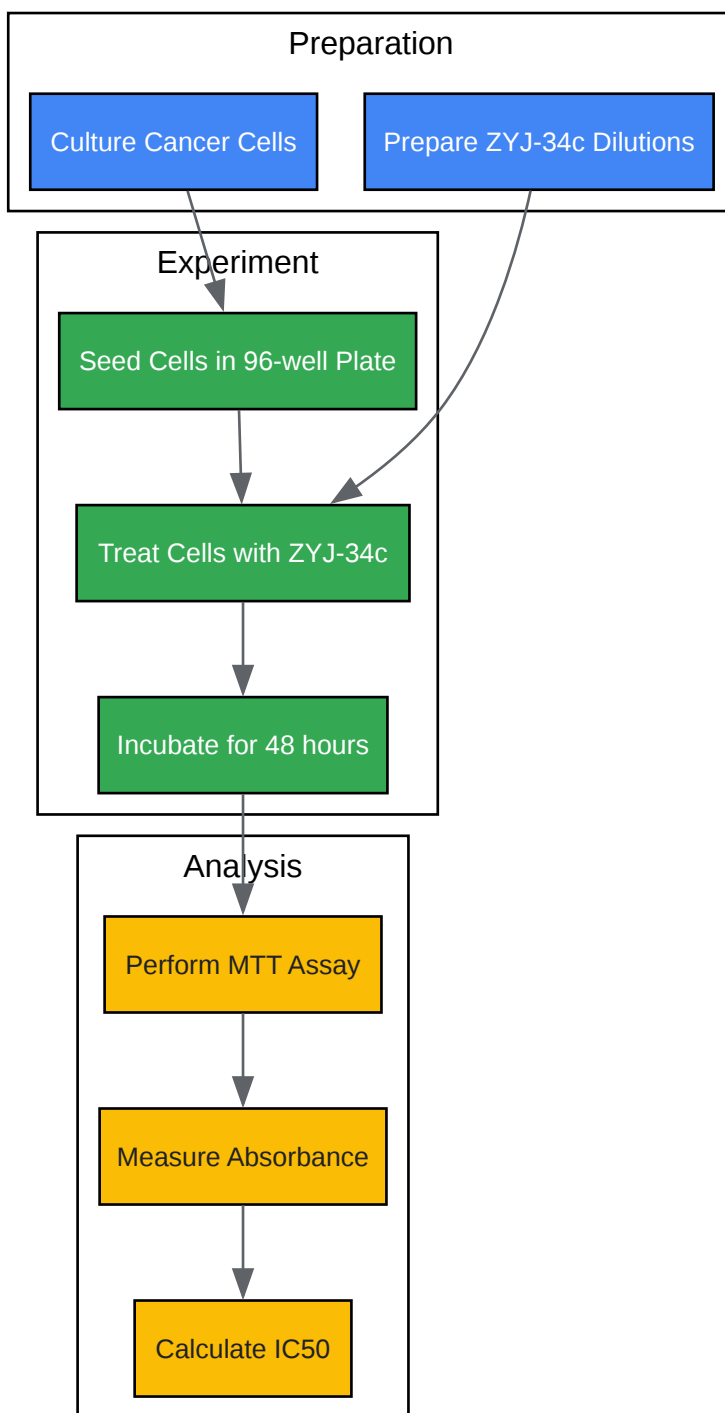 Preparation
Culture Cancer Cells
Prepare ZYJ-34c Dilutions
Experiment
Seed Cells in 96-well Plate
Treat Cells with ZYJ-34c
Incubate for 48 hours
Analysis
Perform MTT Assay
Measure Absorbance
Calculate IC50